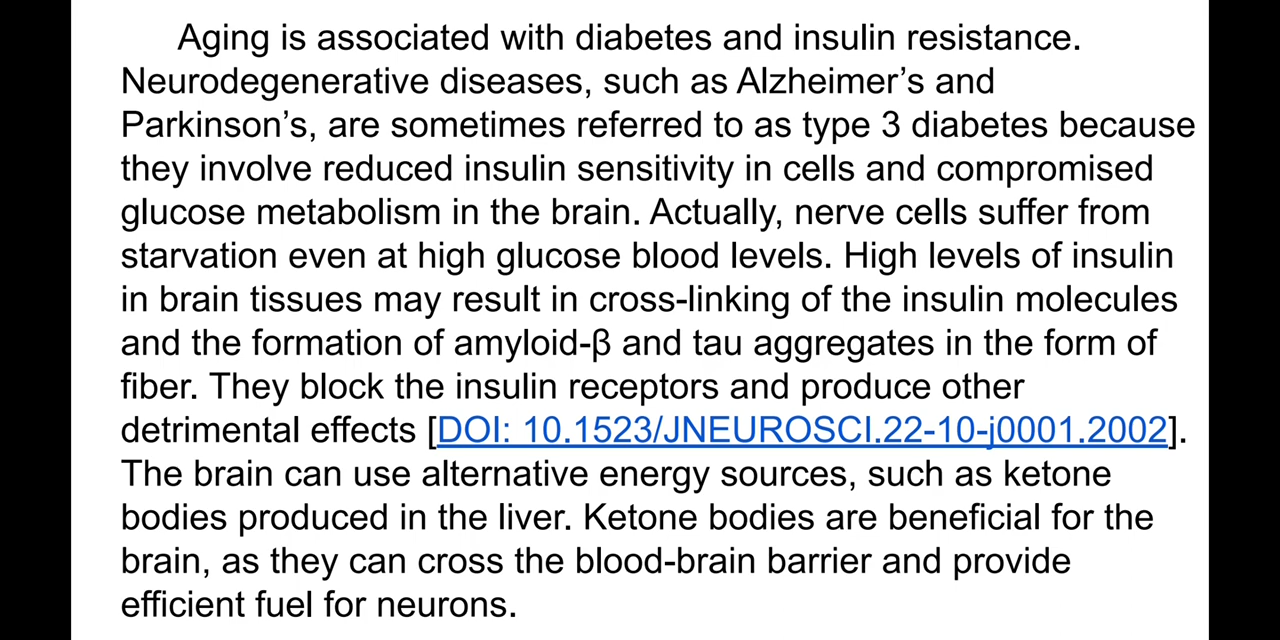 Aging is associated with diabetes and insulin resistance.
Neurodegenerative diseases, such as Alzheimer’s and
Parkinson’s, are sometimes referred to as type 3 diabetes because
they involve reduced insulin sensitivity in cells and compromised
glucose metabolism in the brain. Actually, nerve cells suffer from
starvation even at high glucose blood levels. High levels of insulin
in brain tissues may result in cross-linking of the insulin molecules
and the formation of amyloid-β and tau aggregates in the form of
fiber. They block the insulin receptors and produce other
detrimental effects [DOI: 10.1523/JNEUROSCI.22-10-j0001.2002].
The brain can use alternative energy sources, such as ketone
bodies produced in the liver. Ketone bodies are beneficial for the
brain, as they can cross the blood-brain barrier and provide
efficient fuel for neurons.